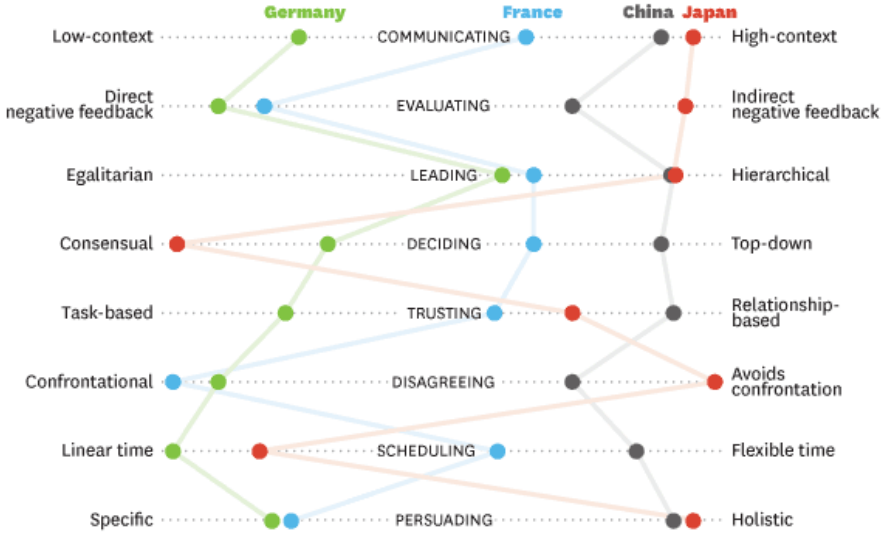 Germany France China Japan
Low-context COMMUNICATING High-context
Direct
negative feedback EVALUATING Indirect
negative feedback
Egalitarian LEADING Hierarchical
Consensual DECIDING Top-down
Task-based TRUSTING Relationship-
based
Confrontational DISAGREEING Avoids
confrontation
Linear time SCHEDULING Flexible time
Specific PERSUADING Holistic